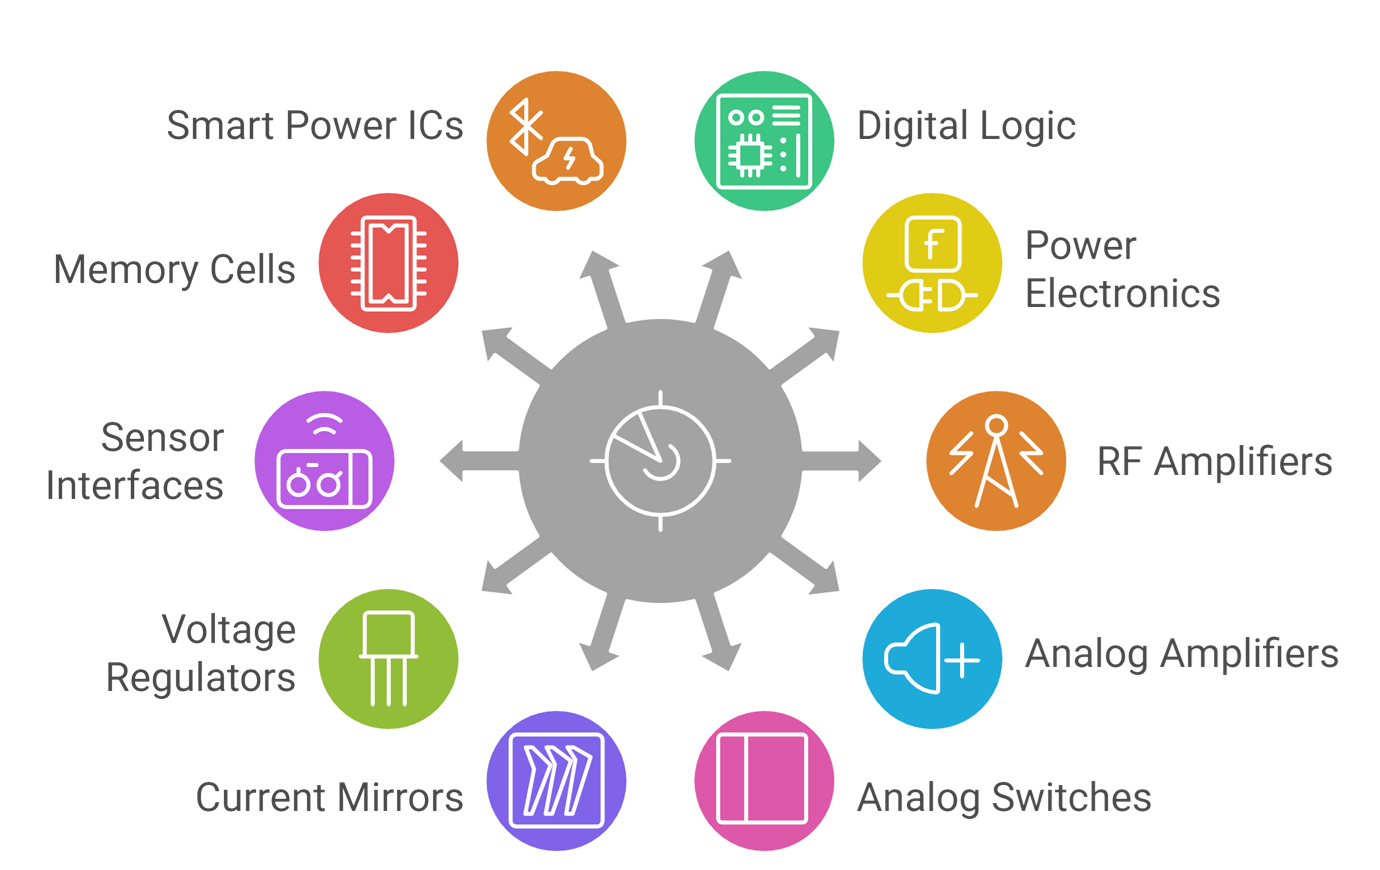 Smart Power ICs
Digital Logic
Memory Cells
f
Power
Electronics
Sensor
Interfaces
RF Amplifiers
Voltage
Regulators
Analog Amplifiers
Current Mirrors
Analog Switches